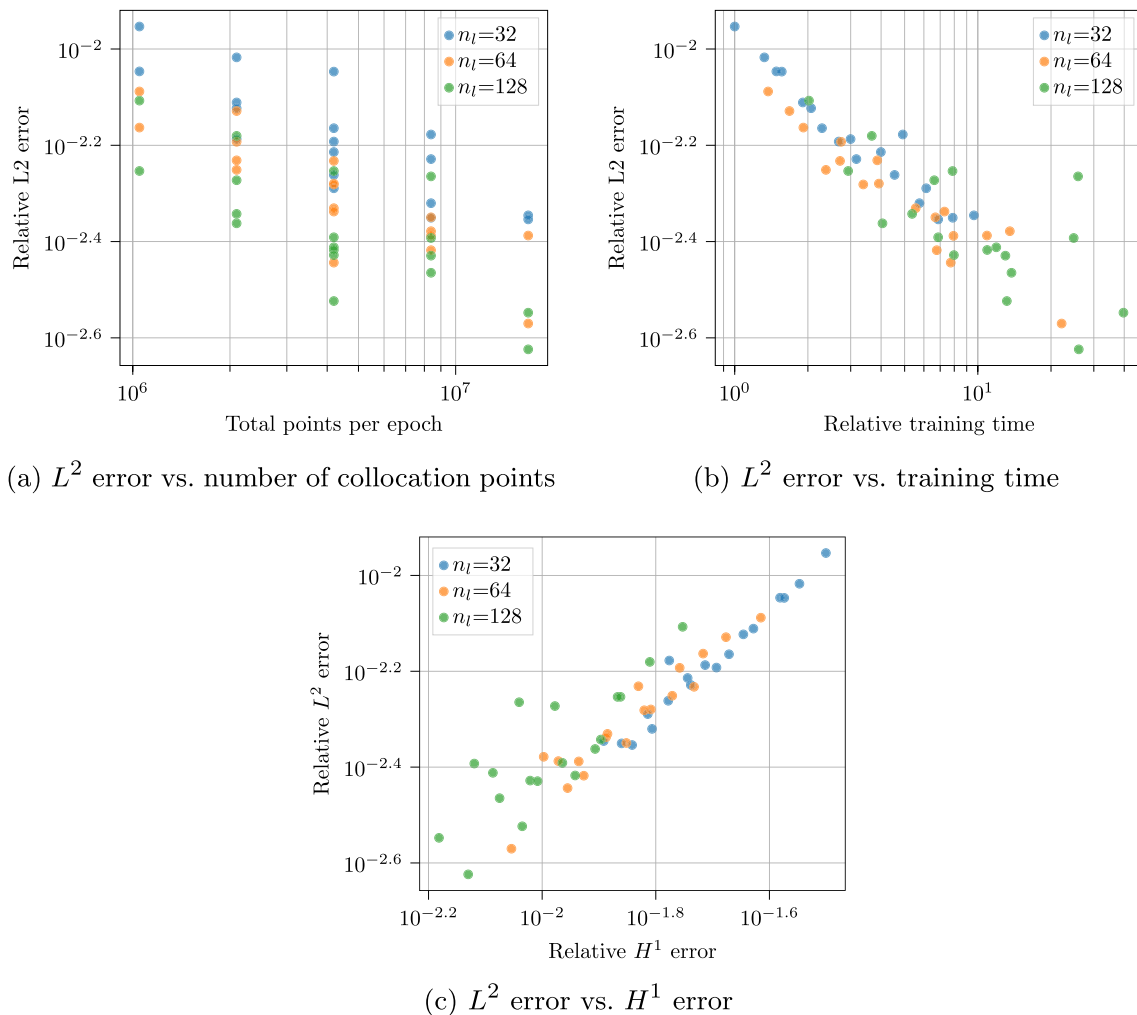 Relative L2 error
10^{-2}
10^{-2.2}
10^{-2.4}
10^{-2.6}
n_l=32
n_l=64
n_l=128
10^6
10^7
Total points per epoch
(a) L^2 error vs. number of collocation points
Relative L2 error
10^{-2}
10^{-2.2}
10^{-2.4}
10^{-2.6}
n_l=32
n_l=64
n_l=128
10^0
10^1
Relative training time
(b) L^2 error vs. training time
Relative L^2 error
10^{-2}
10^{-2.2}
10^{-2.4}
10^{-2.6}
n_l=32
n_l=64
n_l=128
10^{-2.2}
10^{-2}
10^{-1.8}
10^{-1.6}
Relative H^1 error
(c) L^2 error vs. H^1 error